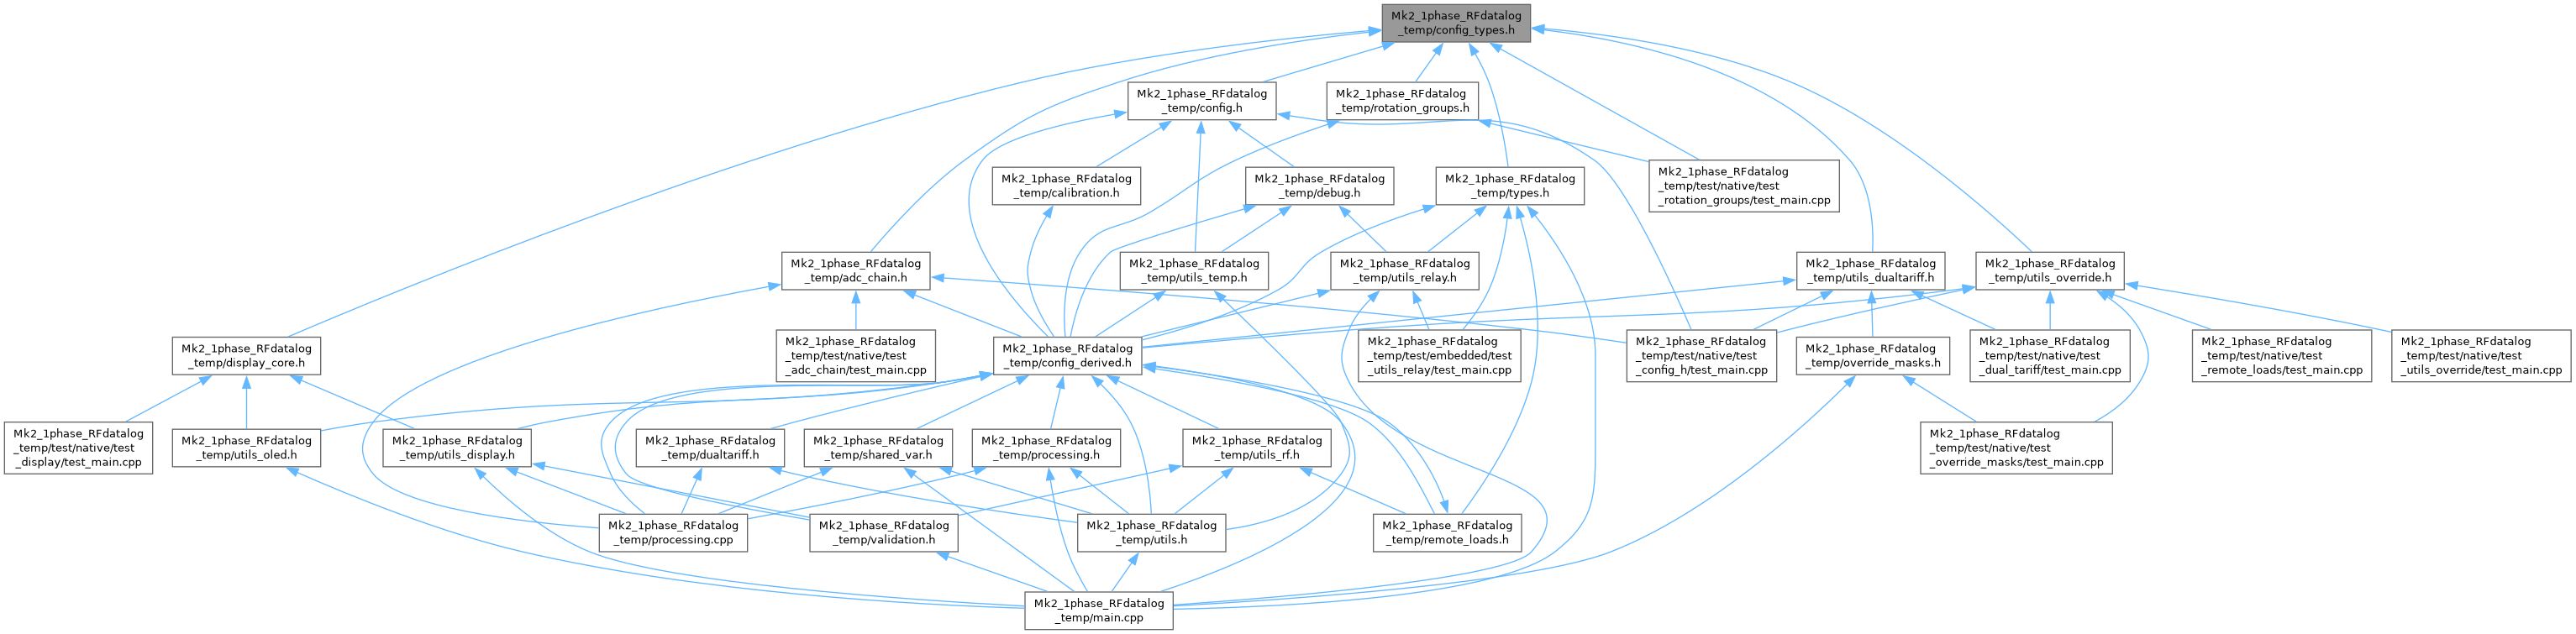 Mk2_1phase_RFdatalog
_temp/config_types.h
Mk2_1phase_RFdatalog
_temp/config.h
Mk2_1phase_RFdatalog
_temp/rotation_groups.h
Mk2_1phase_RFdatalog
_temp/calibration.h
Mk2_1phase_RFdatalog
_temp/debug.h
Mk2_1phase_RFdatalog
_temp/types.h
Mk2_1phase_RFdatalog
_temp/test/native/test
_rotation_groups/test_main.cpp
Mk2_1phase_RFdatalog
_temp/adc_chain.h
Mk2_1phase_RFdatalog
_temp/utils_temp.h
Mk2_1phase_RFdatalog
_temp/utils_relay.h
Mk2_1phase_RFdatalog
_temp/utils_dualtariff.h
Mk2_1phase_RFdatalog
_temp/utils_override.h
Mk2_1phase_RFdatalog
_temp/display_core.h
Mk2_1phase_RFdatalog
_temp/test/native/test
_adc_chain/test_main.cpp
Mk2_1phase_RFdatalog
_temp/config_derived.h
Mk2_1phase_RFdatalog
_temp/test/embedded/test
_utils_relay/test_main.cpp
Mk2_1phase_RFdatalog
_temp/test/native/test
_config_h/test_main.cpp
Mk2_1phase_RFdatalog
_temp/override_masks.h
Mk2_1phase_RFdatalog
_temp/test/native/test
_dual_tariff/test_main.cpp
Mk2_1phase_RFdatalog
_temp/test/native/test
_remote_loads/test_main.cpp
Mk2_1phase_RFdatalog
_temp/test/native/test
_utils_override/test_main.cpp
Mk2_1phase_RFdatalog
_temp/test/native/test
_display/test_main.cpp
Mk2_1phase_RFdatalog
_temp/utils_oled.h
Mk2_1phase_RFdatalog
_temp/utils_display.h
Mk2_1phase_RFdatalog
_temp/dualtariff.h
Mk2_1phase_RFdatalog
_temp/shared_var.h
Mk2_1phase_RFdatalog
_temp/processing.h
Mk2_1phase_RFdatalog
_temp/utils_rf.h
Mk2_1phase_RFdatalog
_temp/test/native/test
_override_masks/test_main.cpp
Mk2_1phase_RFdatalog
_temp/processing.cpp
Mk2_1phase_RFdatalog
_temp/validation.h
Mk2_1phase_RFdatalog
_temp/utils.h
Mk2_1phase_RFdatalog
_temp/remote_loads.h
Mk2_1phase_RFdatalog
_temp/main.cpp